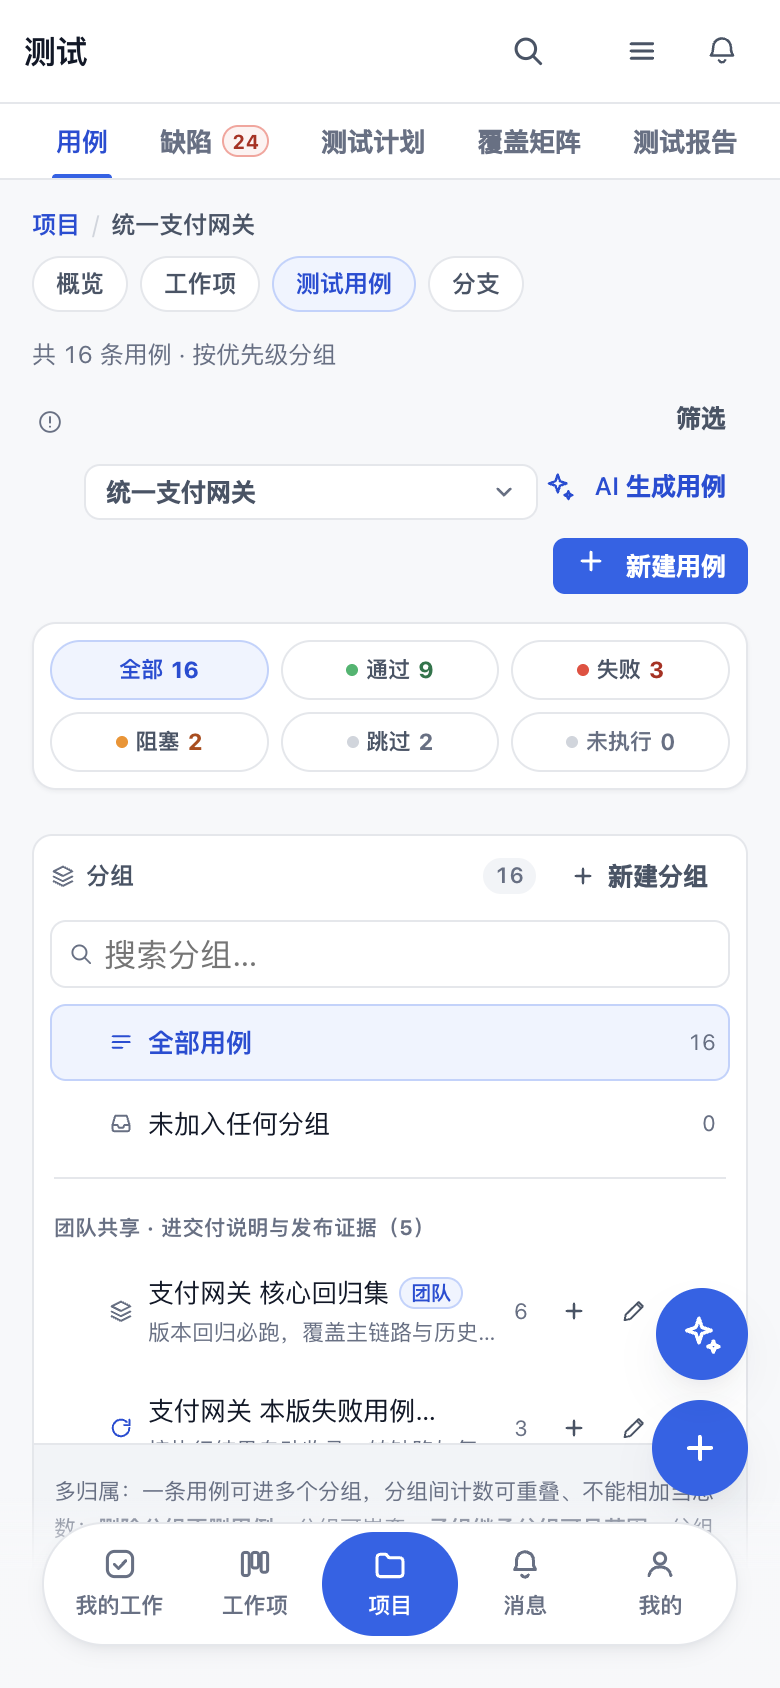 测试
用例 缺陷 24 测试计划 覆盖矩阵 测试报告
项目 / 统一支付网关
概览 工作项 测试用例 分支
共 16 条用例 · 按优先级分组
筛选
统一支付网关 AI 生成用例
新建用例
全部 16 通过 9 失败 3
阻塞 2 跳过 2 未执行 0
分组 16 新建分组
搜索分组...
全部用例 16
未加入任何分组 0
团队共享 · 进交付说明与发布证据（5）
支付网关 核心回归集 团队 6
版本回归必跑，覆盖主链路与历史...
支付网关 本版失败用例... 3
多归属：一条用例可进多个分组，分组间计数可重叠、不能相加当总
数；
我的工作 工作项 项目 消息 我的